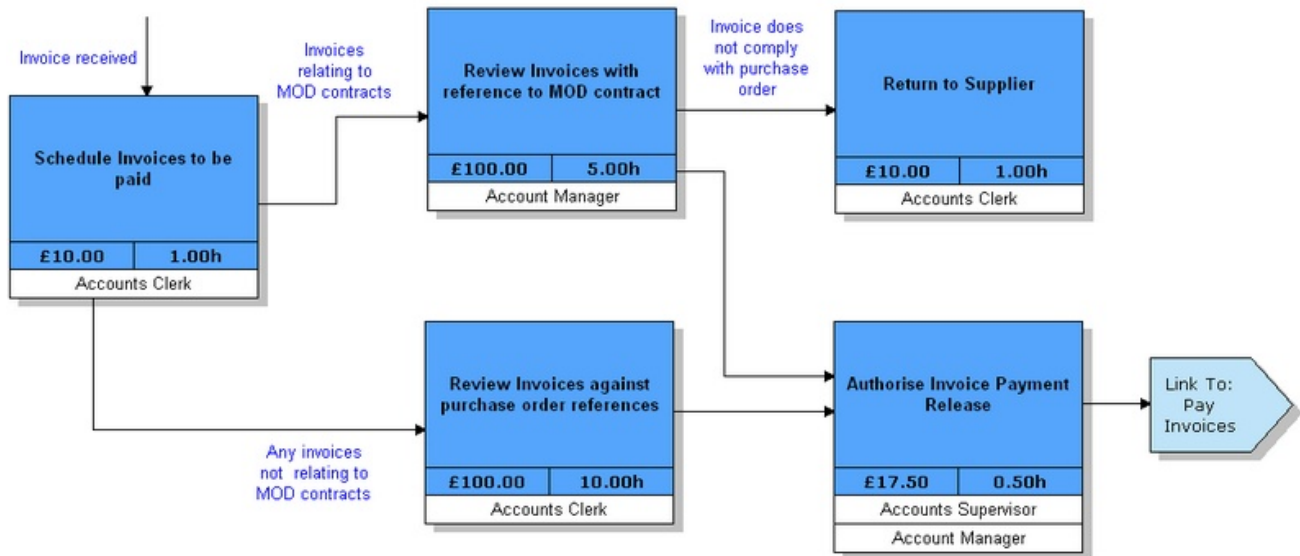 Invoice received
Invoices
relating to
MOD contracts
Invoice does
not comply
with purchase
order
Schedule Invoices to be
paid
£10.00 1.00h
Accounts Clerk
Review Invoices with
reference to MOD contract
£100.00 5.00h
Account Manager
Return to Supplier
£10.00 1.00h
Accounts Clerk
Any invoices
not relating to
MOD contracts
Review Invoices against
purchase order references
£100.00 10.00h
Accounts Clerk
Authorise Invoice Payment
Release
£17.50 0.50h
Accounts Supervisor
Account Manager
Link To:
Pay
Invoices